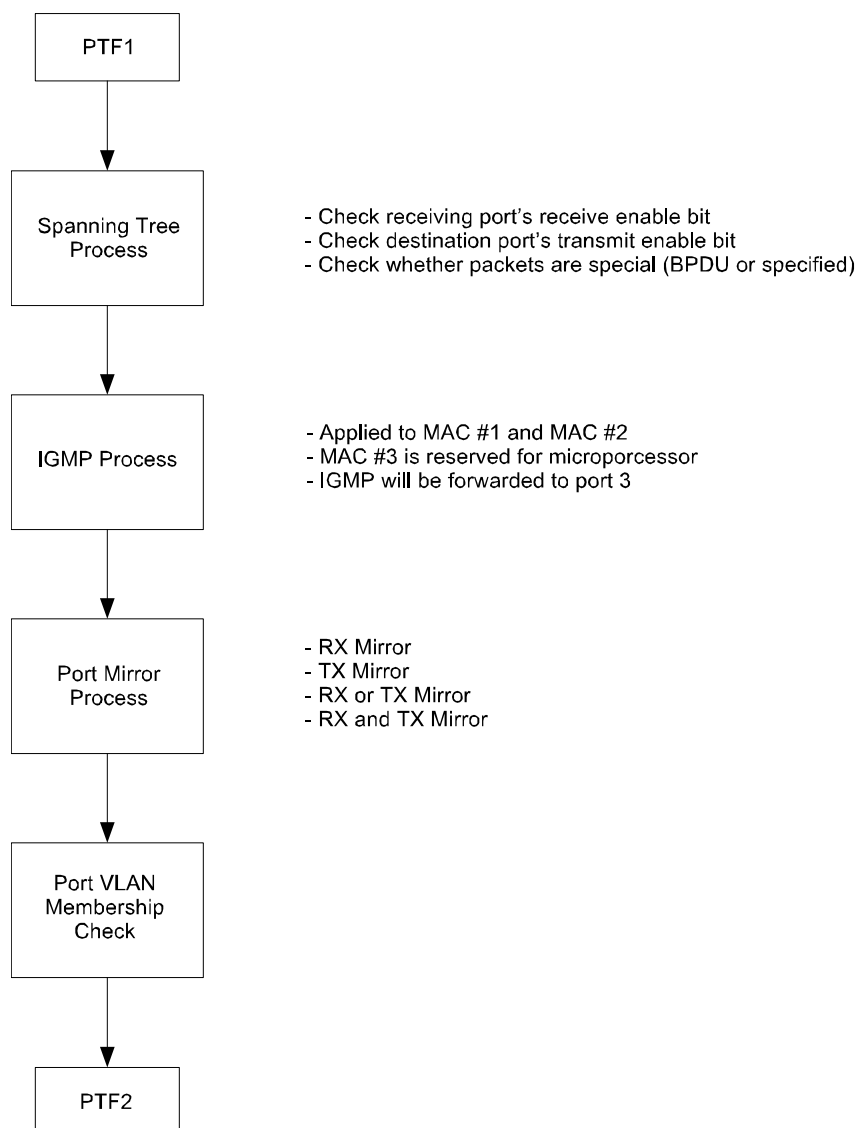 PTF1
Spanning Tree
Process
- Check receiving port's receive enable bit
- Check destination port's transmit enable bit
- Check whether packets are special (BPDU or specified)
IGMP Process
- Applied to MAC #1 and MAC #2
- MAC #3 is reserved for microporcessor
- IGMP will be forwarded to port 3
Port Mirror
Process
- RX Mirror
- TX Mirror
- RX or TX Mirror
- RX and TX Mirror
Port VLAN
Membership
Check
PTF2